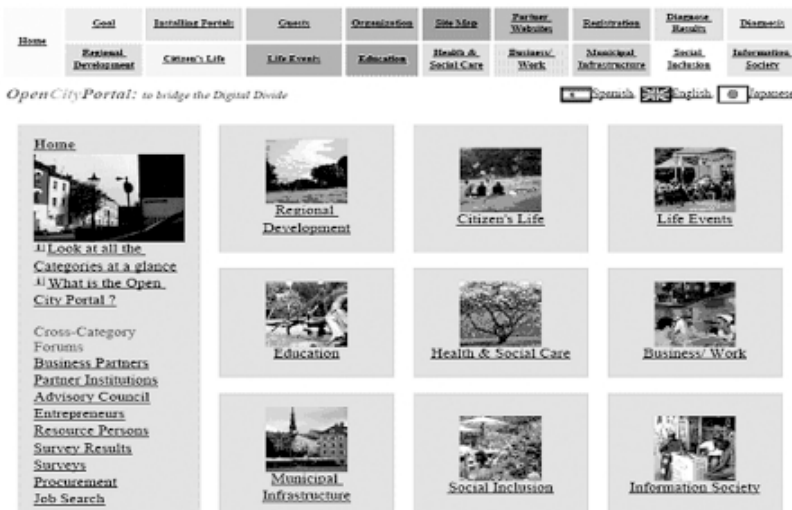 Home
Goal
Installing Portals
Guests
Organization
Site Map
Partner
Websites
Registration
Diagnose
Results
Diagnosis
Regional
Development
Citizen's Life
Life Events
Education
Health &
Social Care
Business/
Work
Municipal
Infrastructure
Social
Inclusion
Information
Society
OpenCityPortal: to bridge the Digital Divide
Spanish English Japanese
Home
Look at all the
Categories at a glance
What is the Open
City Portal ?
Cross-Category
Forums
Business Partners
Partner Institutions
Advisory Council
Entrepreneurs
Resource Persons
Survey Results
Surveys
Procurement
Job Search
Regional
Development
Citizen's Life
Life Events
Education
Health & Social Care
Business/ Work
Municipal
Infrastructure
Social Inclusion
Information Society